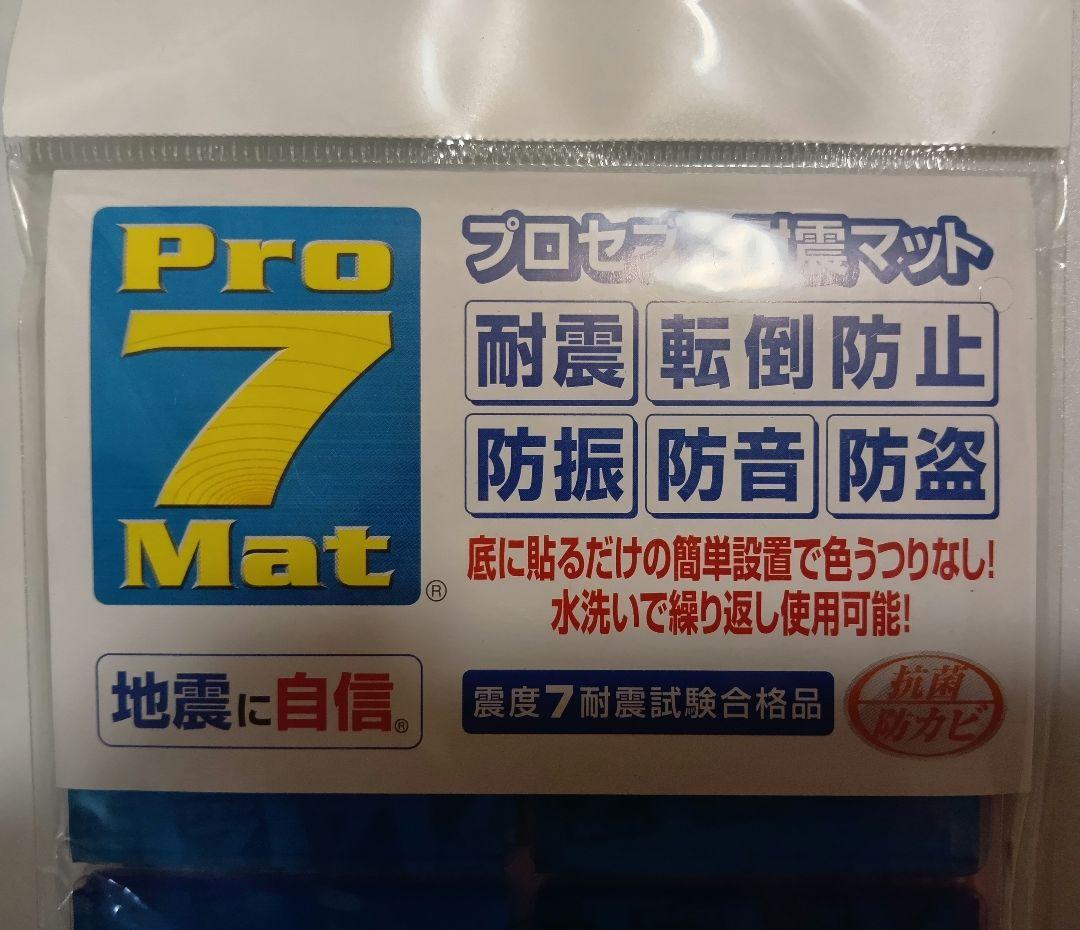 Pro
7
Mat®
プロセブン耐震マット
耐震 転倒防止
防振 防音 防盗
底に貼るだけの簡単設置で色うつりなし!
水洗いで繰り返し使用可能!
地震に自信®
震度7耐震試験合格品
抗菌
防カビ